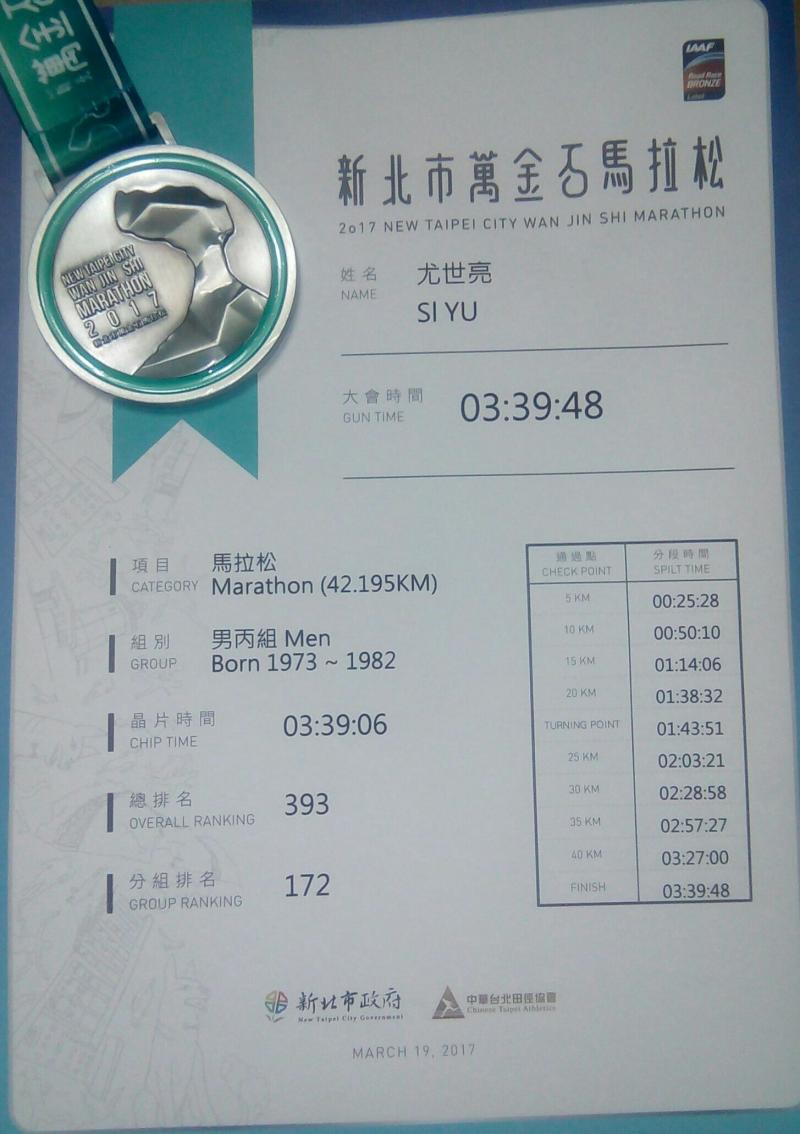 萬金
IAAF
Road Race
BRONZE
Label
新北市萬金石馬拉松
2017 NEW TAIPEI CITY WAN JIN SHI MARATHON
NEW TAIPEI CITY
WAN JIN SHI
MARATHON
2017
姓名 尤世亮
NAME
SI YU
大會時間 03:39:48
GUN TIME
項目 馬拉松
CATEGORY Marathon (42.195KM)
組別 男丙組 Men
GROUP Born 1973 ~ 1982
晶片時間 03:39:06
CHIP TIME
總排名 393
OVERALL RANKING
分組排名 172
GROUP RANKING
通過點 分段時間
CHECK POINT SPILT TIME
5 KM 00:25:28
10 KM 00:50:10
15 KM 01:14:06
20 KM 01:38:32
TURNING POINT 01:43:51
25 KM 02:03:21
30 KM 02:28:58
35 KM 02:57:27
40 KM 03:27:00
FINISH 03:39:48
新北市政府
New Taipei City Government
中華台北田徑協會
Chinese Taipei Athletics
MARCH 19, 2017